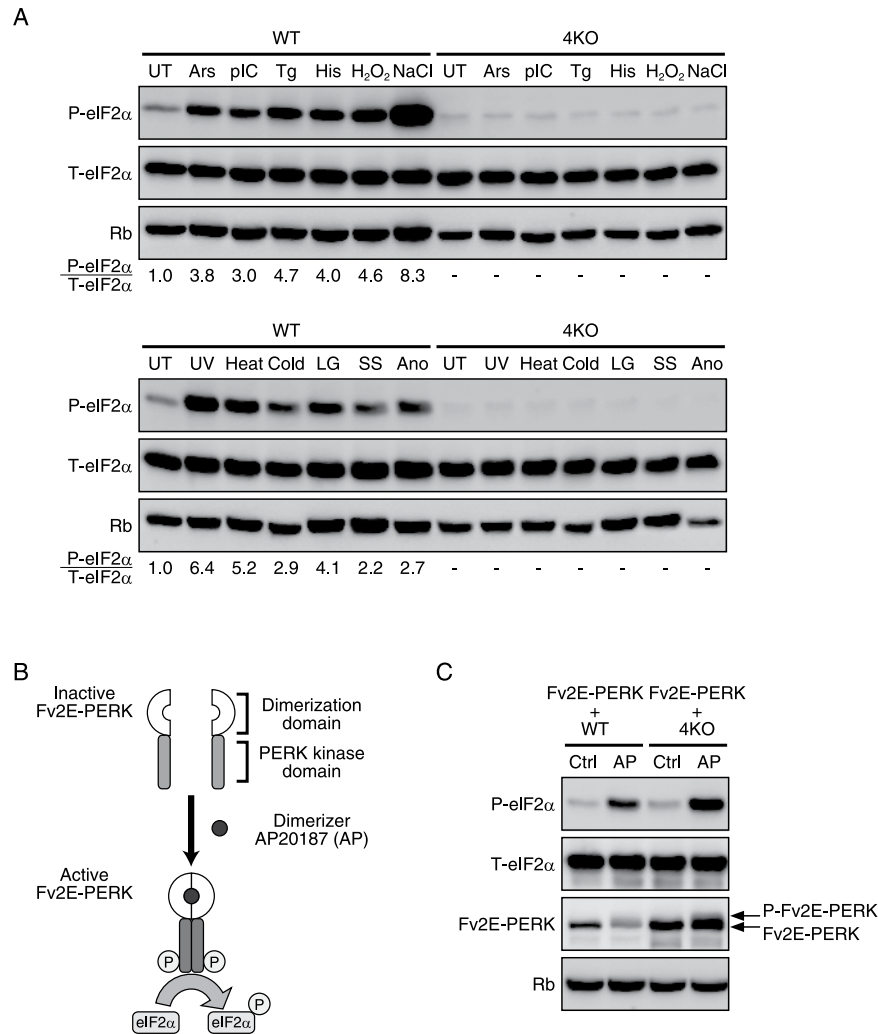 A
WT 4KO
UT Ars pIC Tg His H₂O₂ NaCl UT Ars pIC Tg His H₂O₂ NaCl
P-eIF2α
T-eIF2α
Rb
P-eIF2α
T-eIF2α
1.0 3.8 3.0 4.7 4.0 4.6 8.3 - - - - - - -
WT 4KO
UT UV Heat Cold LG SS Ano UT UV Heat Cold LG SS Ano
P-eIF2α
T-eIF2α
Rb
P-eIF2α
T-eIF2α
1.0 6.4 5.2 2.9 4.1 2.2 2.7 - - - - - - -
B
Inactive
Fv2E-PERK
Dimerization
domain
PERK kinase
domain
Dimerizer
AP20187 (AP)
Active
Fv2E-PERK
P P
P
eIF2α eIF2α
C
Fv2E-PERK Fv2E-PERK
+ +
WT 4KO
Ctrl AP Ctrl AP
P-eIF2α
T-eIF2α
Fv2E-PERK
P-Fv2E-PERK
Fv2E-PERK
Rb